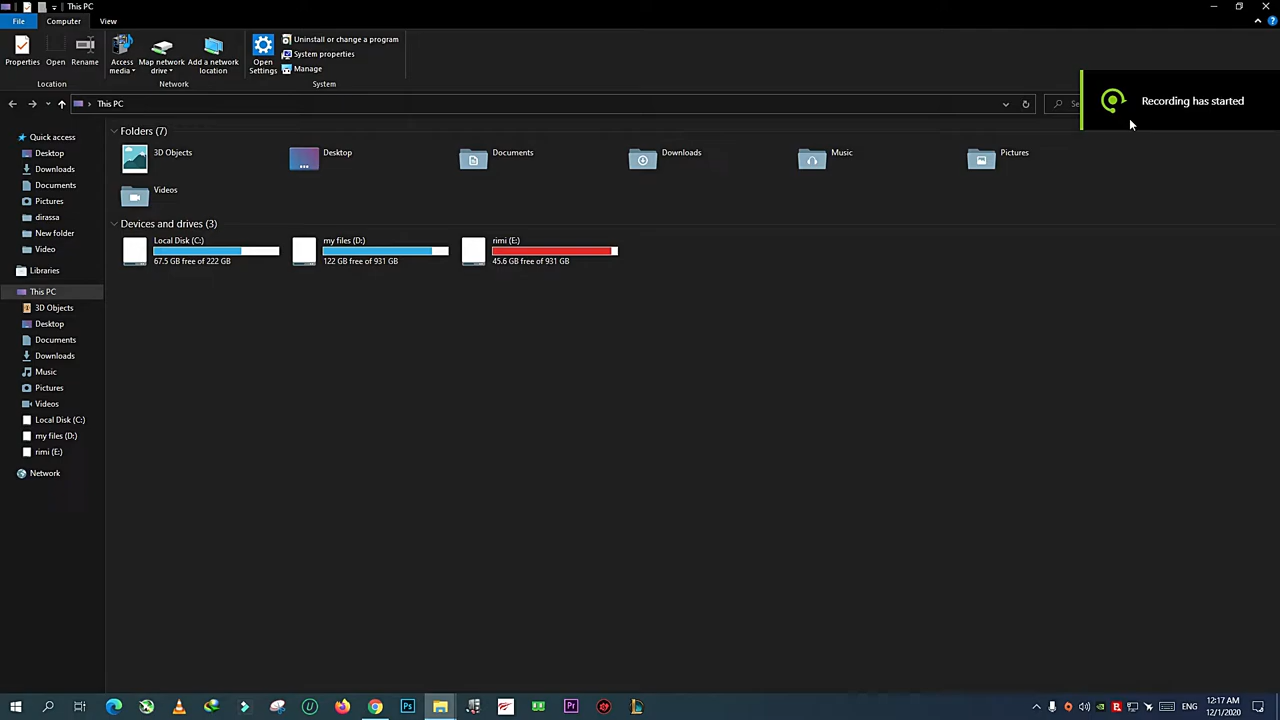 This PC
File
Computer
View
Properties
Open
Rename
Access media
Map network drive
Add a network location
Open Settings
Uninstall or change a program
System properties
Manage
Location
Network
System
This PC
Se
Recording has started
Quick access
Desktop
Downloads
Documents
Pictures
dirassa
New folder
Video
Libraries
This PC
3D Objects
Desktop
Documents
Downloads
Music
Pictures
Videos
Local Disk (C:)
my files (D:)
rimi (E:)
Network
Folders (7)
3D Objects
Desktop
Documents
Downloads
Music
Pictures
Videos
Devices and drives (3)
Local Disk (C:)
67.5 GB free of 222 GB
my files (D:)
122 GB free of 931 GB
rimi (E:)
45.6 GB free of 931 GB
Ps
Pr
12:17 AM
12/1/2020